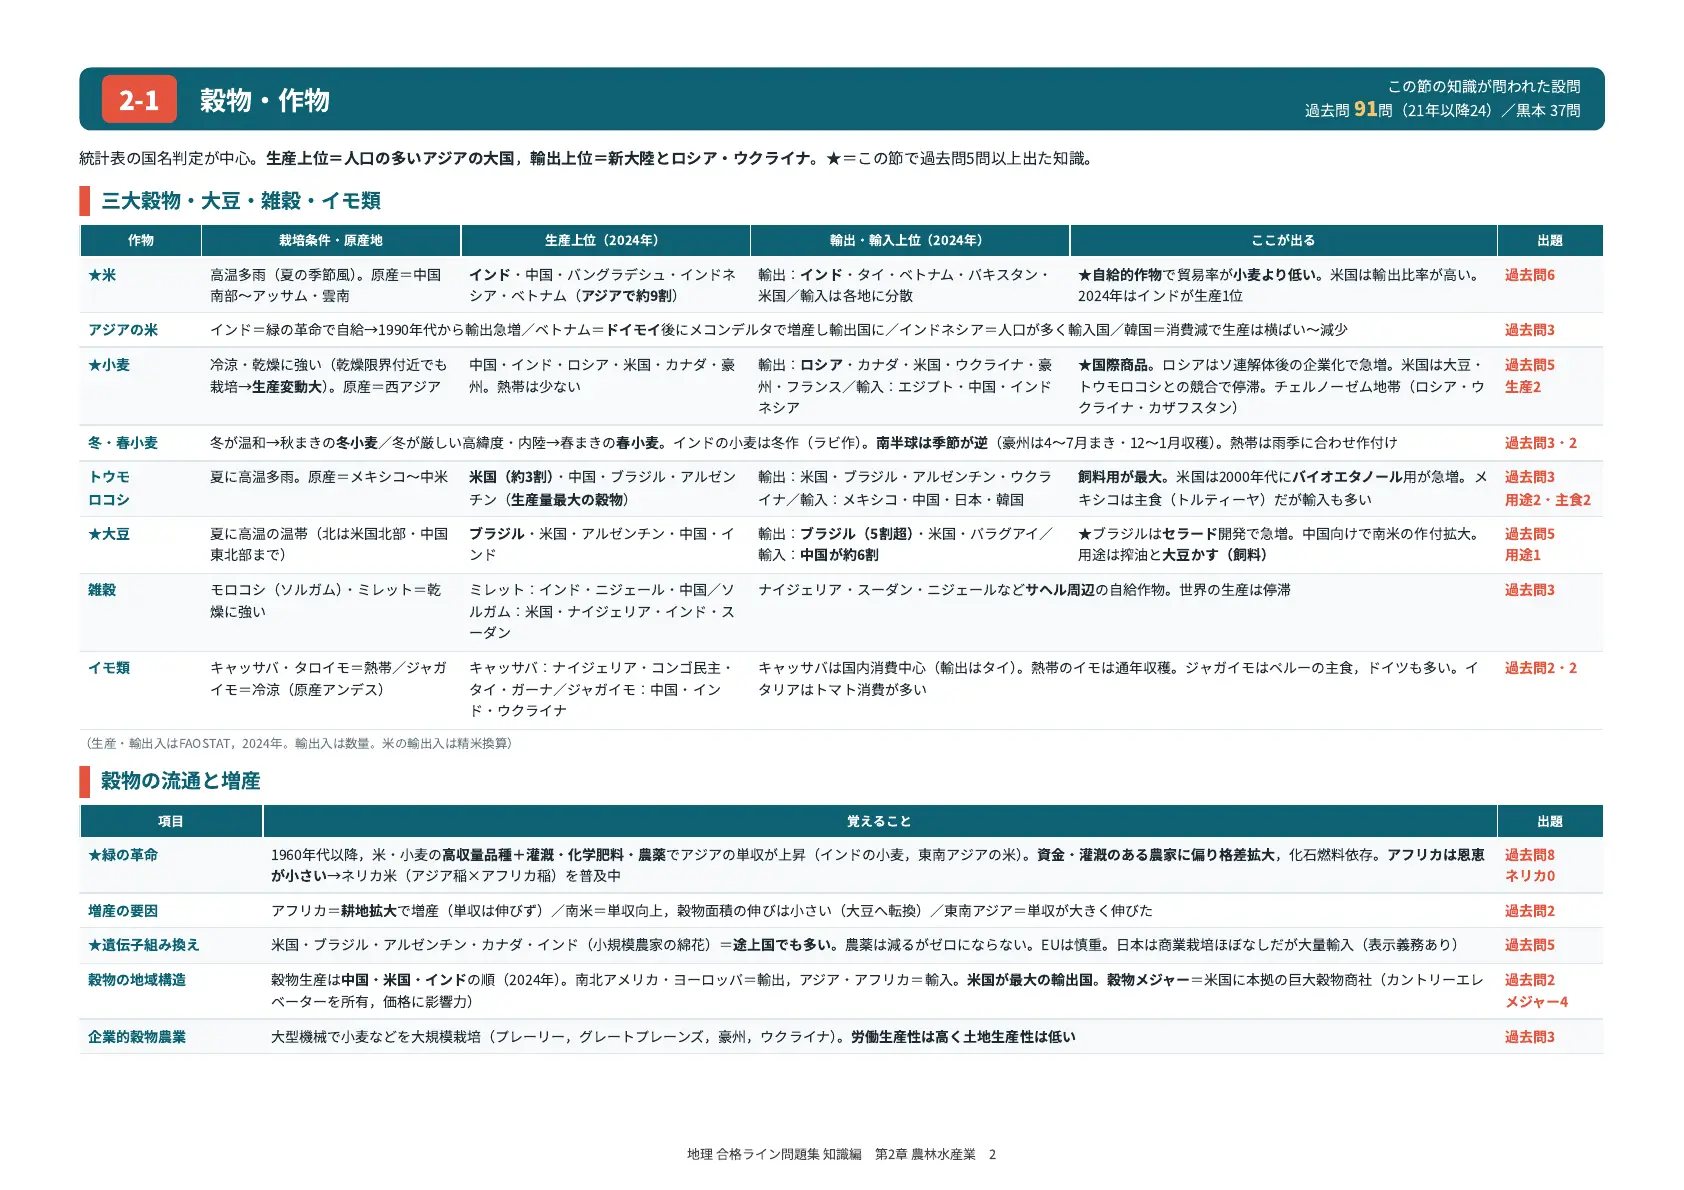 2-1 穀物・作物
この節の知識が問われた設問
過去問 91問（21年以降24）／黒本 37問
統計表の国名判定が中心。生産上位＝人口の多いアジアの大国，輸出上位＝新大陸とロシア・ウクライナ。★＝この節で過去問5問以上出た知識。
三大穀物・大豆・雑穀・イモ類
作物 栽培条件・原産地 生産上位（2024年） 輸出・輸入上位（2024年） ここが出る 出題
★米
高温多雨（夏の季節風）。原産＝中国
南部〜アッサム・雲南
インド・中国・バングラデシュ・インドネ
シア・ベトナム（アジアで約9割）
輸出：インド・タイ・ベトナム・パキスタン・
米国／輸入は各地に分散
★自給的作物で貿易率が小麦より低い。米国は輸出比率が高い。
2024年はインドが生産1位
過去問6
アジアの米
インド＝緑の革命で自給→1990年代から輸出急増／ベトナム＝ドイモイ後にメコンデルタで増産し輸出国に／インドネシア＝人口が多く輸入国／韓国＝消費減で生産は横ばい〜減少
過去問3
★小麦
冷涼・乾燥に強い（乾燥限界付近でも
栽培→生産変動大）。原産＝西アジア
中国・インド・ロシア・米国・カナダ・豪
州。熱帯は少ない
輸出：ロシア・カナダ・米国・ウクライナ・豪
州・フランス／輸入：エジプト・中国・インド
ネシア
★国際商品。ロシアはソ連解体後の企業化で急増。米国は大豆・
トウモロコシとの競合で停滞。チェルノーゼム地帯（ロシア・ウ
クライナ・カザフスタン）
過去問5
生産2
冬・春小麦
冬が温和→秋まきの冬小麦／冬が厳しい高緯度・内陸→春まきの春小麦。インドの小麦は冬作（ラビ作）。南半球は季節が逆（豪州は4〜7月まき・12〜1月収穫）。熱帯は雨季に合わせ作付け
過去問3・2
トウモ
ロコシ
夏に高温多雨。原産＝メキシコ〜中米
米国（約3割）・中国・ブラジル・アルゼン
チン（生産量最大の穀物）
輸出：米国・ブラジル・アルゼンチン・ウクラ
イナ／輸入：メキシコ・中国・日本・韓国
飼料用が最大。米国は2000年代にバイオエタノール用が急増。メ
キシコは主食（トルティーヤ）だが輸入も多い
過去問3
用途2・主食2
★大豆
夏に高温の温帯（北は米国北部・中国
東北部まで）
ブラジル・米国・アルゼンチン・中国・イ
ンド
輸出：ブラジル（5割超）・米国・パラグアイ／
輸入：中国が約6割
★ブラジルはセラード開発で急増。中国向けで南米の作付拡大。
用途は搾油と大豆かす（飼料）
過去問5
用途1
雑穀
モロコシ（ソルガム）・ミレット＝乾
燥に強い
ミレット：インド・ニジェール・中国／ソ
ルガム：米国・ナイジェリア・インド・ス
ーダン
ナイジェリア・スーダン・ニジェールなどサヘル周辺の自給作物。世界の生産は停滞
過去問3
イモ類
キャッサバ・タロイモ＝熱帯／ジャガ
イモ＝冷涼（原産アンデス）
キャッサバ：ナイジェリア・コンゴ民主・
タイ・ガーナ／ジャガイモ：中国・イン
ド・ウクライナ
キャッサバは国内消費中心（輸出はタイ）。熱帯のイモは通年収穫。ジャガイモはペルーの主食，ドイツも多い。イ
タリアはトマト消費が多い
過去問2・2
（生産・輸出入はFAOSTAT，2024年。輸出入は数量。米の輸出入は精米換算）
穀物の流通と増産
項目 覚えること 出題
★緑の革命
1960年代以降，米・小麦の高収量品種＋灌漑・化学肥料・農薬でアジアの単収が上昇（インドの小麦，東南アジアの米）。資金・灌漑のある農家に偏り格差拡大，化石燃料依存。アフリカは恩恵
が小さい→ネリカ米（アジア稲×アフリカ稲）を普及中
過去問8
ネリカ0
増産の要因
アフリカ＝耕地拡大で増産（単収は伸びず）／南米＝単収向上，穀物面積の伸びは小さい（大豆へ転換）／東南アジア＝単収が大きく伸びた
過去問2
★遺伝子組み換え
米国・ブラジル・アルゼンチン・カナダ・インド（小規模農家の綿花）＝途上国でも多い。農薬は減るがゼロにならない。EUは慎重。日本は商業栽培ほぼなしだが大量輸入（表示義務あり）
過去問5
穀物の地域構造
穀物生産は中国・米国・インドの順（2024年）。南北アメリカ・ヨーロッパ＝輸出，アジア・アフリカ＝輸入。米国が最大の輸出国。穀物メジャー＝米国に本拠の巨大穀物商社（カントリーエレ
ベーターを所有，価格に影響力）
過去問2
メジャー4
企業的穀物農業
大型機械で小麦などを大規模栽培（プレーリー，グレートプレーンズ，豪州，ウクライナ）。労働生産性は高く土地生産性は低い
過去問3
地理 合格ライン問題集 知識編　第2章 農林水産業　2